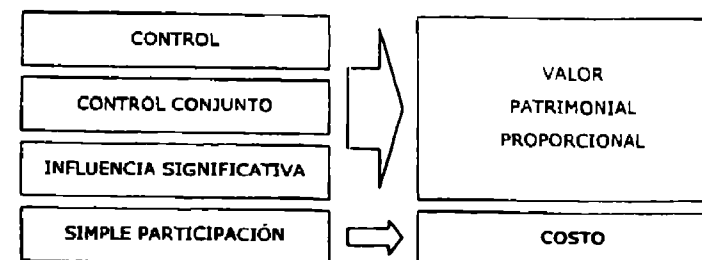 CONTROL
CONTROL CONJUNTO
INFLUENCIA SIGNIFICATIVA
SIMPLE PARTICIPACIÓN
VALOR
PATRIMONIAL
PROPORCIONAL
COSTO